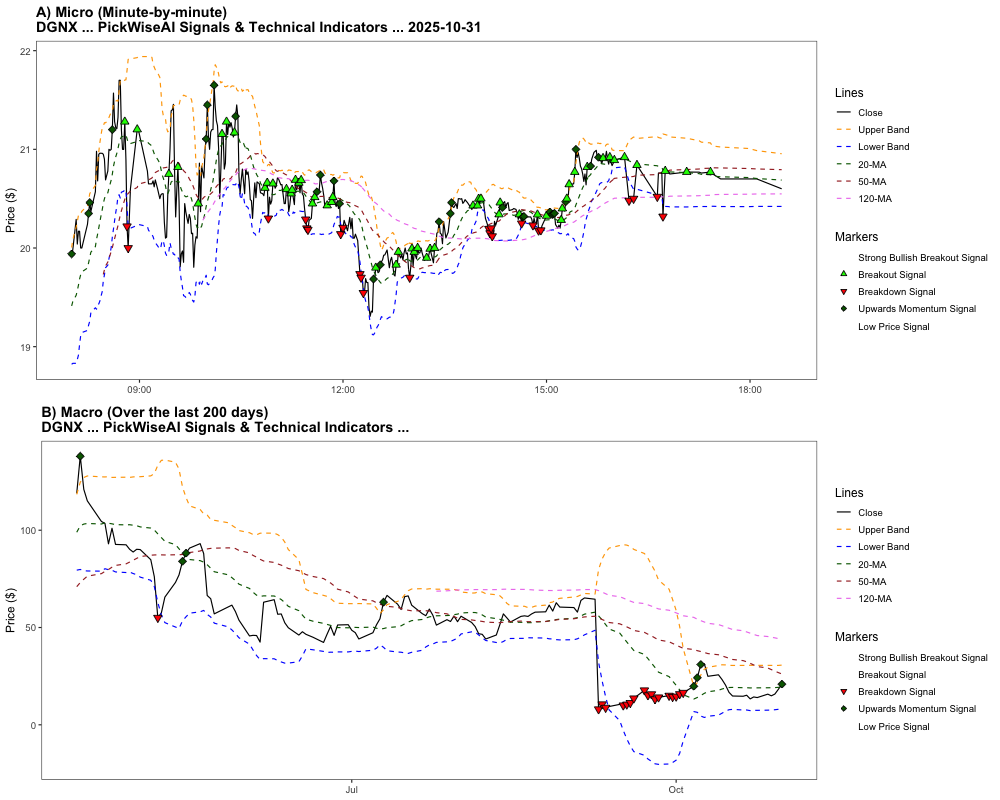 A) Micro (Minute-by-minute)
DGNX ... PickWiseAI Signals & Technical Indicators ... 2025-10-31
22
21
20
19
Price ($)
09:00
12:00
15:00
18:00
Lines
Close
Upper Band
Lower Band
20-MA
50-MA
120-MA
Markers
Strong Bullish Breakout Signal
Breakout Signal
Breakdown Signal
Upwards Momentum Signal
Low Price Signal
B) Macro (Over the last 200 days)
DGNX ... PickWiseAI Signals & Technical Indicators ...
100
50
0
Price ($)
Jul
Oct
Lines
Close
Upper Band
Lower Band
20-MA
50-MA
120-MA
Markers
Strong Bullish Breakout Signal
Breakout Signal
Breakdown Signal
Upwards Momentum Signal
Low Price Signal